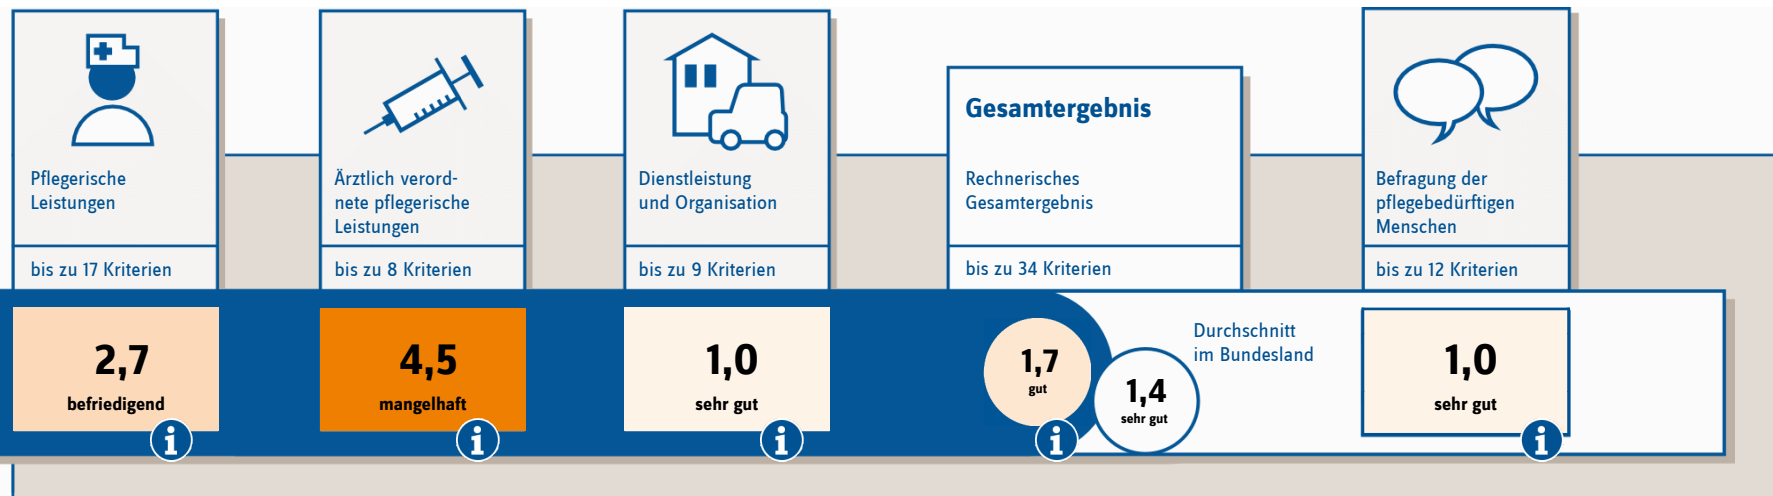 Pflegerische
Leistungen
bis zu 17 Kriterien
2,7
befriedigend
i
Ärztlich verord-
nete pflegerische
Leistungen
bis zu 8 Kriterien
4,5
mangelhaft
i
Dienstleistung
und Organisation
bis zu 9 Kriterien
1,0
sehr gut
i
Gesamtergebnis
Rechnerisches
Gesamtergebnis
bis zu 34 Kriterien
1,7
gut
i
Durchschnitt
im Bundesland
1,4
sehr gut
Befragung der
pflegebedürftigen
Menschen
bis zu 12 Kriterien
1,0
sehr gut
i